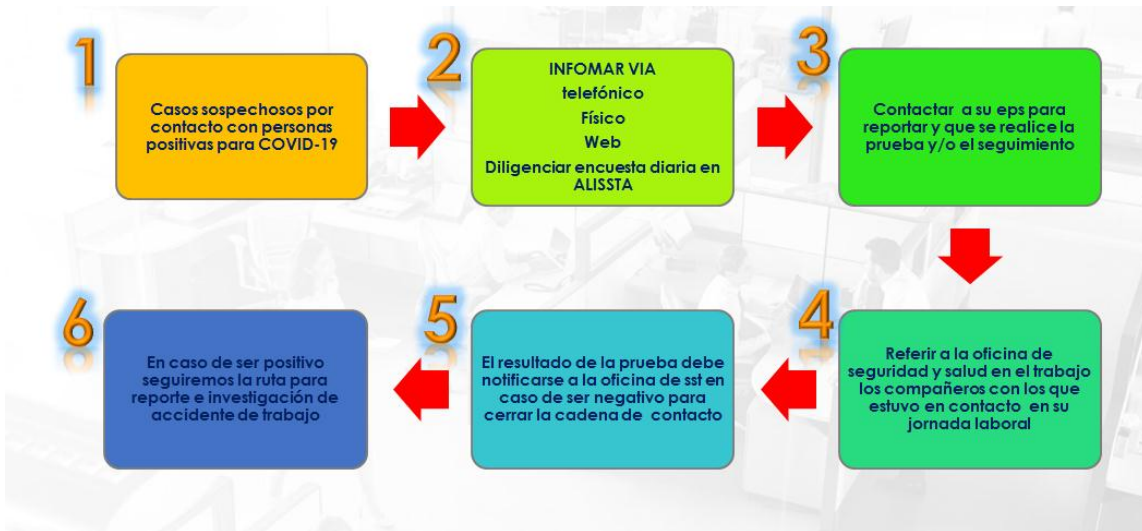 1
Casos sospechosos por
contacto con personas
positivas para COVID-19
2
INFOMAR VIA
telefónico
Físico
Web
Diligenciar encuesta diaria en
ALISSTA
3
Contactar a su eps para
reportar y que se realice la
prueba y/o el seguimiento
4
Referir a la oficina de
seguridad y salud en el trabajo
los compañeros con los que
estuvo en contacto en su
jornada laboral
5
El resultado de la prueba debe
notificarse a la oficina de sst en
caso de ser negativo para
cerrar la cadena de contacto
6
En caso de ser positivo
seguiremos la ruta para
reporte e investigación de
accidente de trabajo